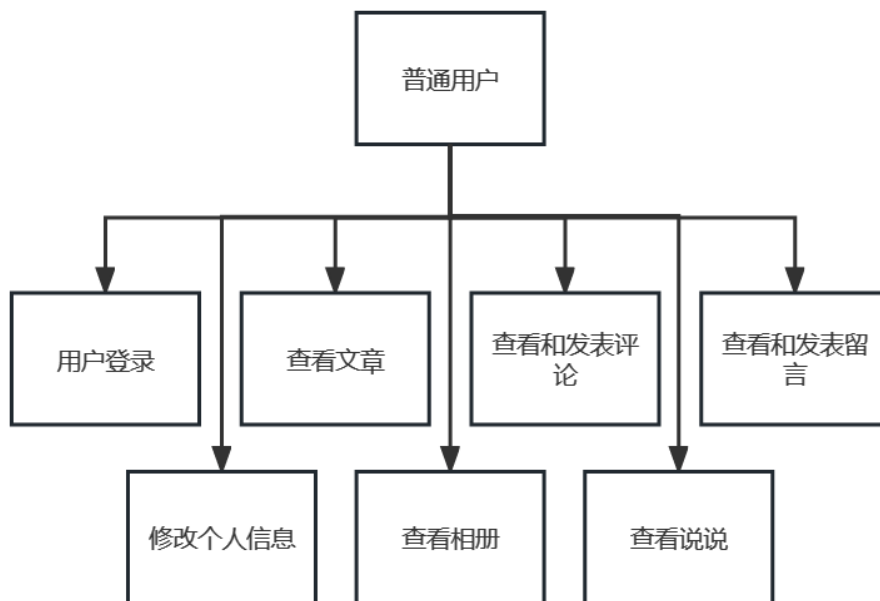 普通用户
用户登录
查看文章
查看和发表评
论
查看和发表留
言
修改个人信息
查看相册
查看说说